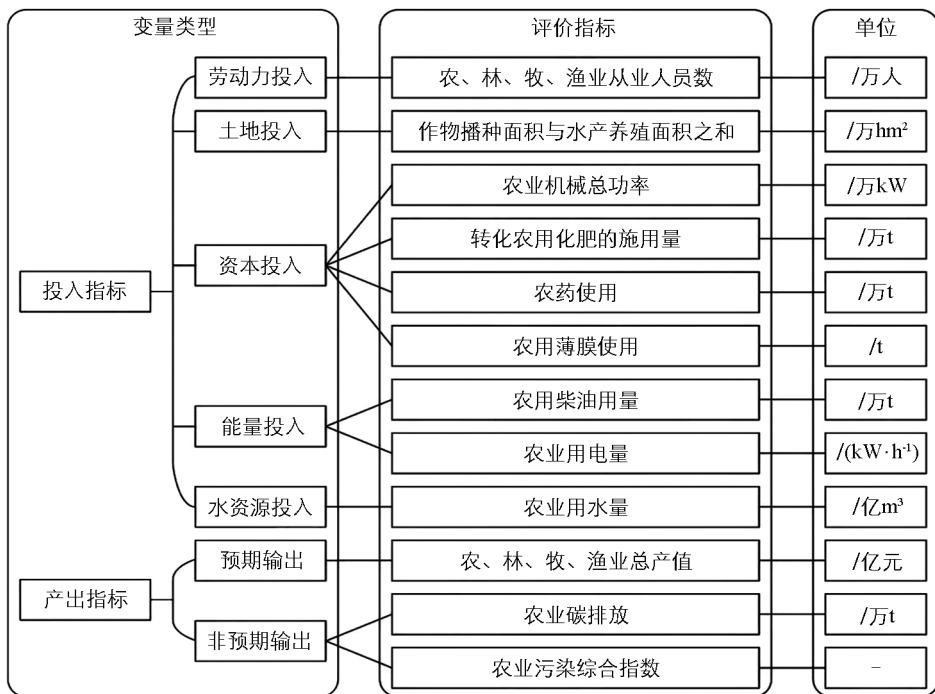 变量类型
评价指标
单位
劳动力投入
农、林、牧、渔业从业人员数
/万人
土地投入
作物播种面积与水产养殖面积之和
/万hm²
农业机械总功率
/万kW
转化农用化肥的施用量
/万t
资本投入
投入指标
农药使用
/万t
农用薄膜使用
/t
农用柴油用量
/万t
能量投入
农业用电量
/(kW·h⁻¹)
水资源投入
农业用水量
/亿m³
预期输出
农、林、牧、渔业总产值
/亿元
产出指标
农业碳排放
/万t
非预期输出
农业污染综合指数
–